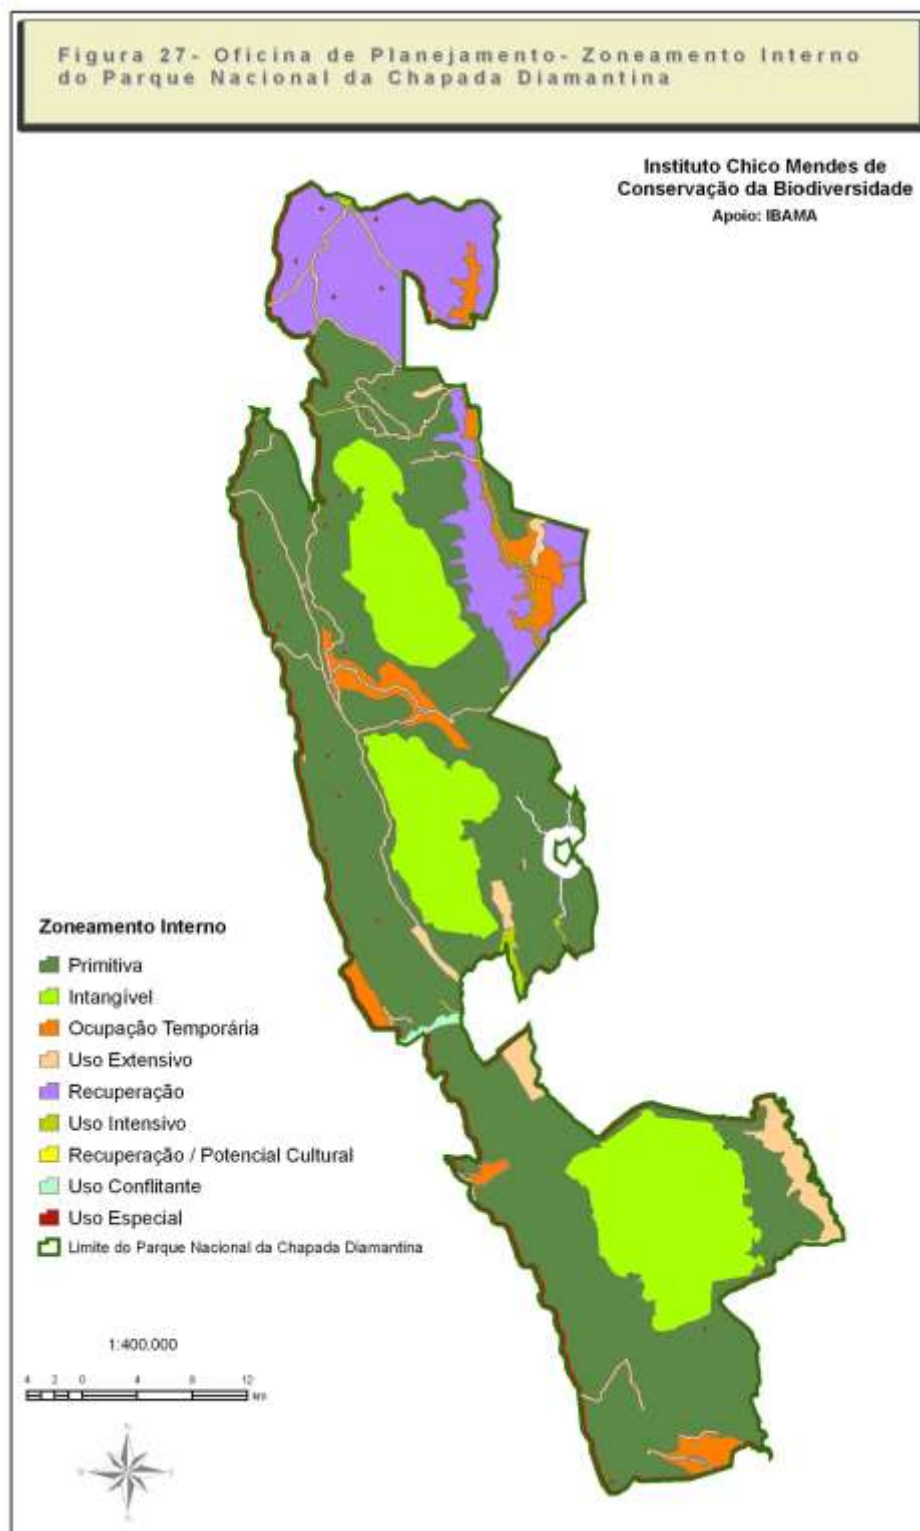 Figura 27- Oficina de Planejamento- Zoneamento Interno
do Parque Nacional da Chapada Diamantina
Instituto Chico Mendes de
Conservação da Biodiversidade
Apoio: IBAMA
Zoneamento Interno
Primitiva
Intangível
Ocupação Temporária
Uso Extensivo
Recuperação
Uso Intensivo
Recuperação / Potencial Cultural
Uso Conflitante
Uso Especial
Limite do Parque Nacional da Chapada Diamantina
1:400.000
4 2 0 4 8 12
km